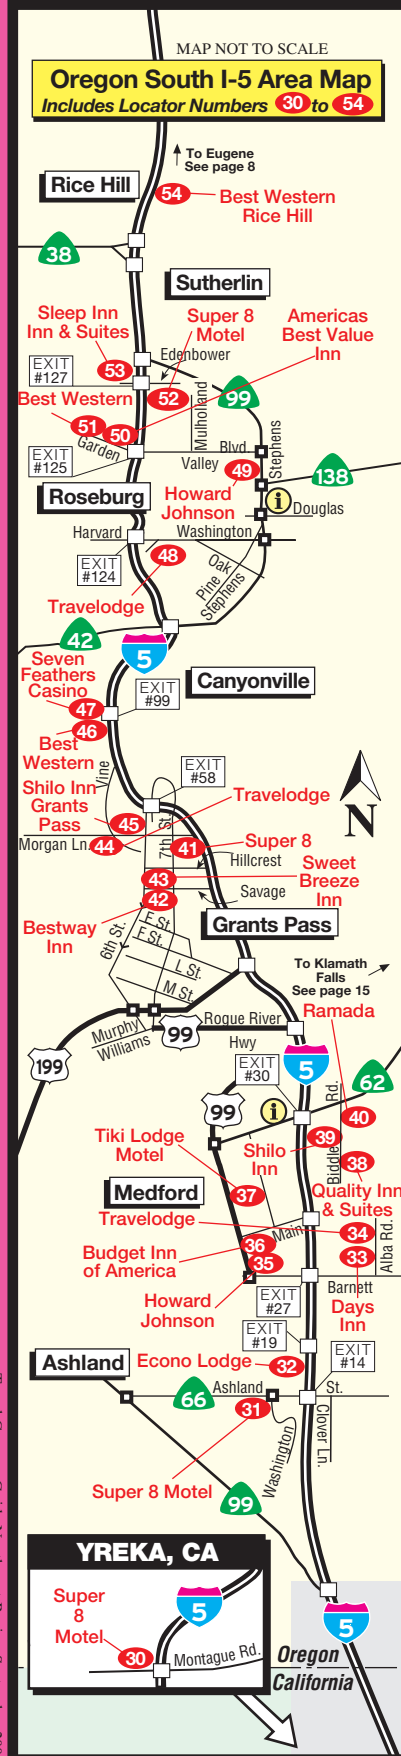 MAP NOT TO SCALE
Oregon South I-5 Area Map
Includes Locator Numbers 30 to 54
To Eugene
See page 8
Rice Hill
54
Best Western
Rice Hill
38
Sutherlin
Sleep Inn
Inn & Suites
Super 8
Motel
Americas
Best Value
Inn
EXIT
#127
53
Edenbower
52
99
Best Western
51
50
Garden
Mulholland
Stephens
EXIT
#125
Valley
Blvd.
49
138
Roseburg
Howard
Johnson
i
Douglas
Harvard
Washington
EXIT
#124
48
Oak
Pine
Stephens
Travelodge
42
5
Seven
Feathers
Casino
EXIT
#99
Canyonville
47
46
Best
Western
Vine
EXIT
#58
Shilo Inn
Grants
Pass
Travelodge
N
45
7th St.
Morgan Ln.
44
41
Super 8
Hillcrest
43
Sweet
Breeze
Inn
Savage
42
Bestway
Inn
6th St.
E St.
F St.
L St.
M St.
Grants Pass
To Klamath
Falls
See page 15
Murphy
Williams
99
Rogue River
Hwy
199
Ramada
5
EXIT
#30
62
99
i
Rd.
Biddle
40
Tiki Lodge
Motel
Shilo
Inn
39
38
Medford
37
Quality Inn
& Suites
Travelodge
Main
34
Alba Rd.
Budget Inn
of America
36
35
33
Barnett
Howard
Johnson
EXIT
#27
Days
Inn
EXIT
#19
EXIT
#14
Ashland
Econo Lodge
32
66
Ashland
St.
31
Washington
Clover Ln.
Super 8 Motel
99
YREKA, CA
Super
8
Motel
30
5
Montague Rd.
5
Oregon
California